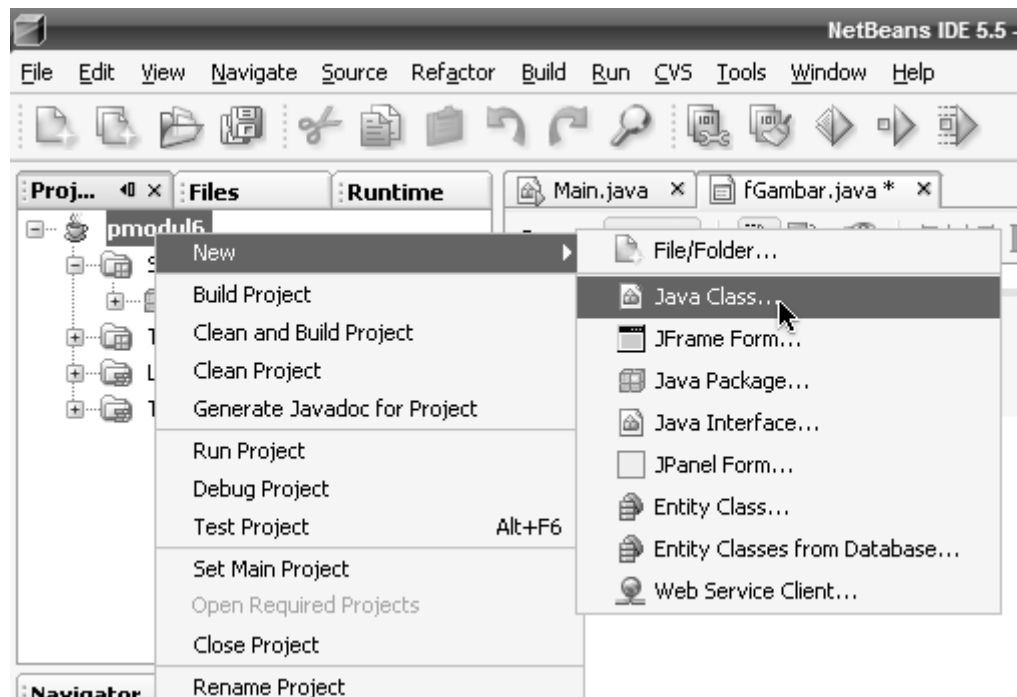 NetBeans IDE 5.5 -
File Edit View Navigate Source Refactor Build Run CVS Tools Window Help
Proj... Files Runtime Main.java fGambar.java *
pmodul6
New
Build Project
Clean and Build Project
Clean Project
Generate Javadoc for Project
Run Project
Debug Project
Test Project Alt+F6
Set Main Project
Open Required Projects
Close Project
Rename Project
File/Folder...
Java Class...
JFrame Form...
Java Package...
Java Interface...
JPanel Form...
Entity Class...
Entity Classes from Database...
Web Service Client...
Navigator